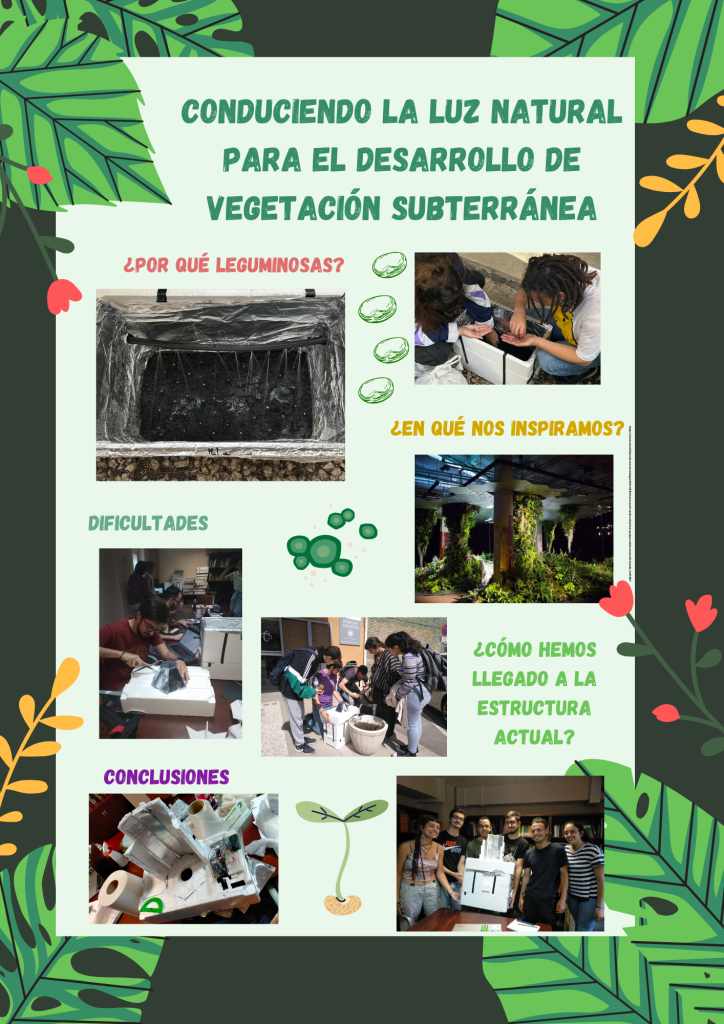 CONDUCIENDO LA LUZ NATURAL
PARA EL DESARROLLO DE
VEGETACIÓN SUBTERRÁNEA
¿POR QUÉ LEGUMINOSAS?
¿EN QUÉ NOS INSPIRAMOS?
DIFICULTADES
¿CÓMO HEMOS
LLEGADO A LA
ESTRUCTURA
ACTUAL?
CONCLUSIONES